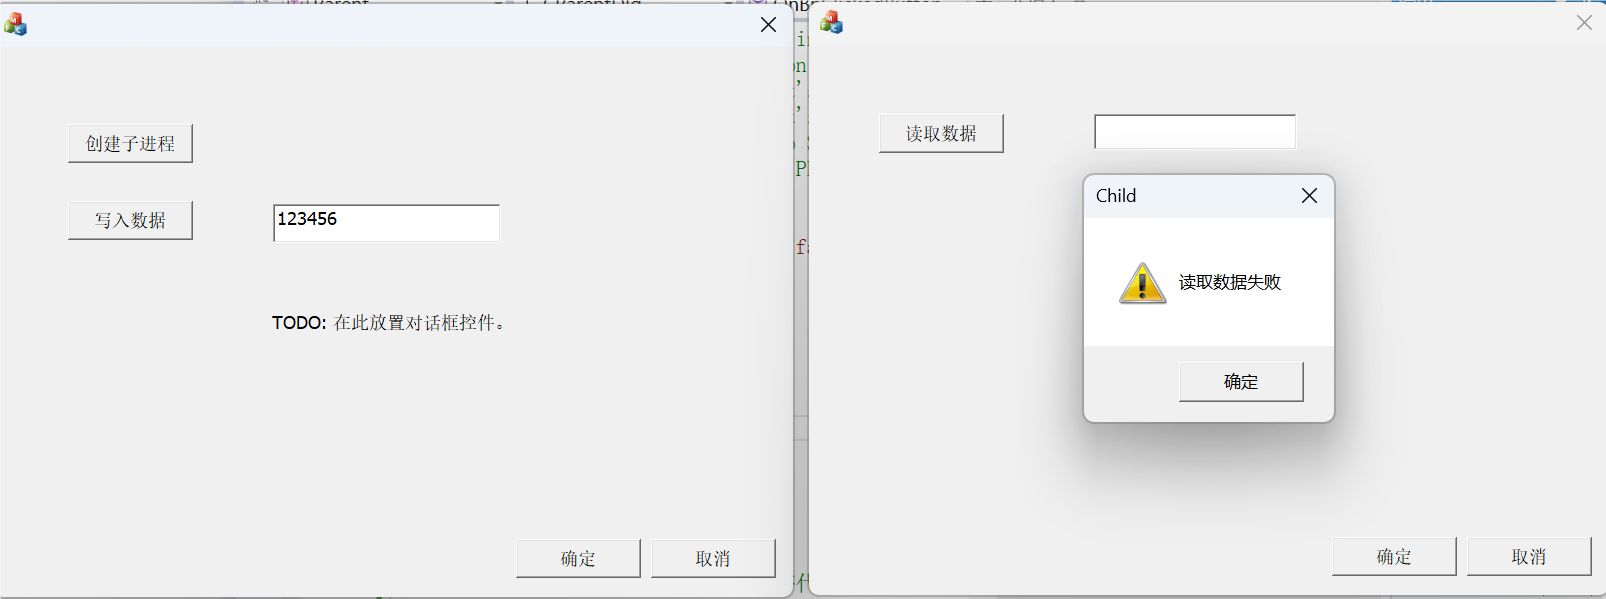 创建子进程
写入数据
123456
TODO: 在此放置对话框控件。
确定
取消
读取数据
Child
读取数据失败
确定
确定
取消